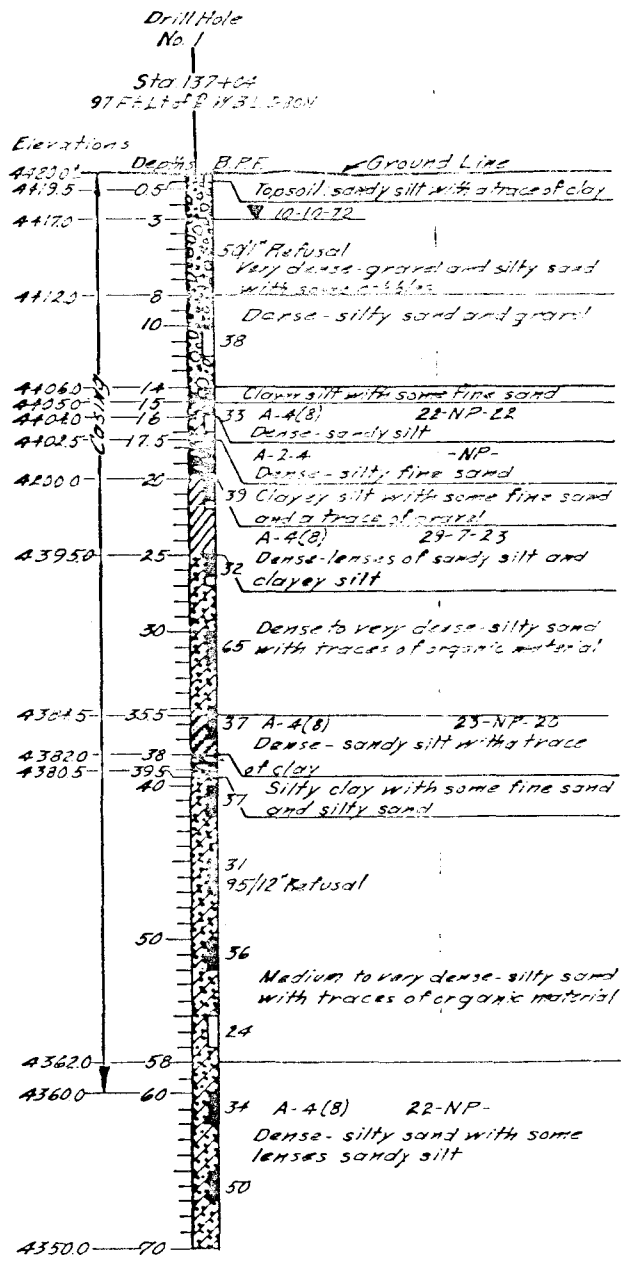 Drill Hole
No. 1
Sta. 137+04
97 Ft Lt of
Elevations
Depths B.P.F.
Ground Line
4420.0
4419.5 0.5 Topsoil: sandy silt with a trace of clay
4417.0 3 10-10-72
50/1" Refusal
Very dense-gravel and silty sand
with some cobbles
4412.0 8
Dense-silty sand and gravel
10
38
4406.0 14
Clayey silt with some fine sand
4405.0 15
4404.0 16 33 A-4(8) 22-NP-22
Dense-sandy silt
4402.5 17.5
A-2-4 -NP-
Dense-silty fine sand
4200.0 20
39 Clayey silt with some fine sand
and a trace of gravel
A-4(8) 29-7-23
4395.0 25 Dense-lenses of sandy silt and
32 clayey silt
CASING
30 Dense to very dense-silty sand
65 with traces of organic material
4384.5 35.5
37 A-4(8) 23-NP-20
Dense-sandy silt with a trace
4382.0 38
of clay
4380.5 39.5
40 Silty clay with some fine sand
37 and silty sand
31
95/12" Refusal
50
36
Medium to very dense-silty sand
with traces of organic material
24
4362.0 58
4360.0 60
34 A-4(8) 22-NP-
Dense-silty sand with some
lenses sandy silt
50
4350.0 70